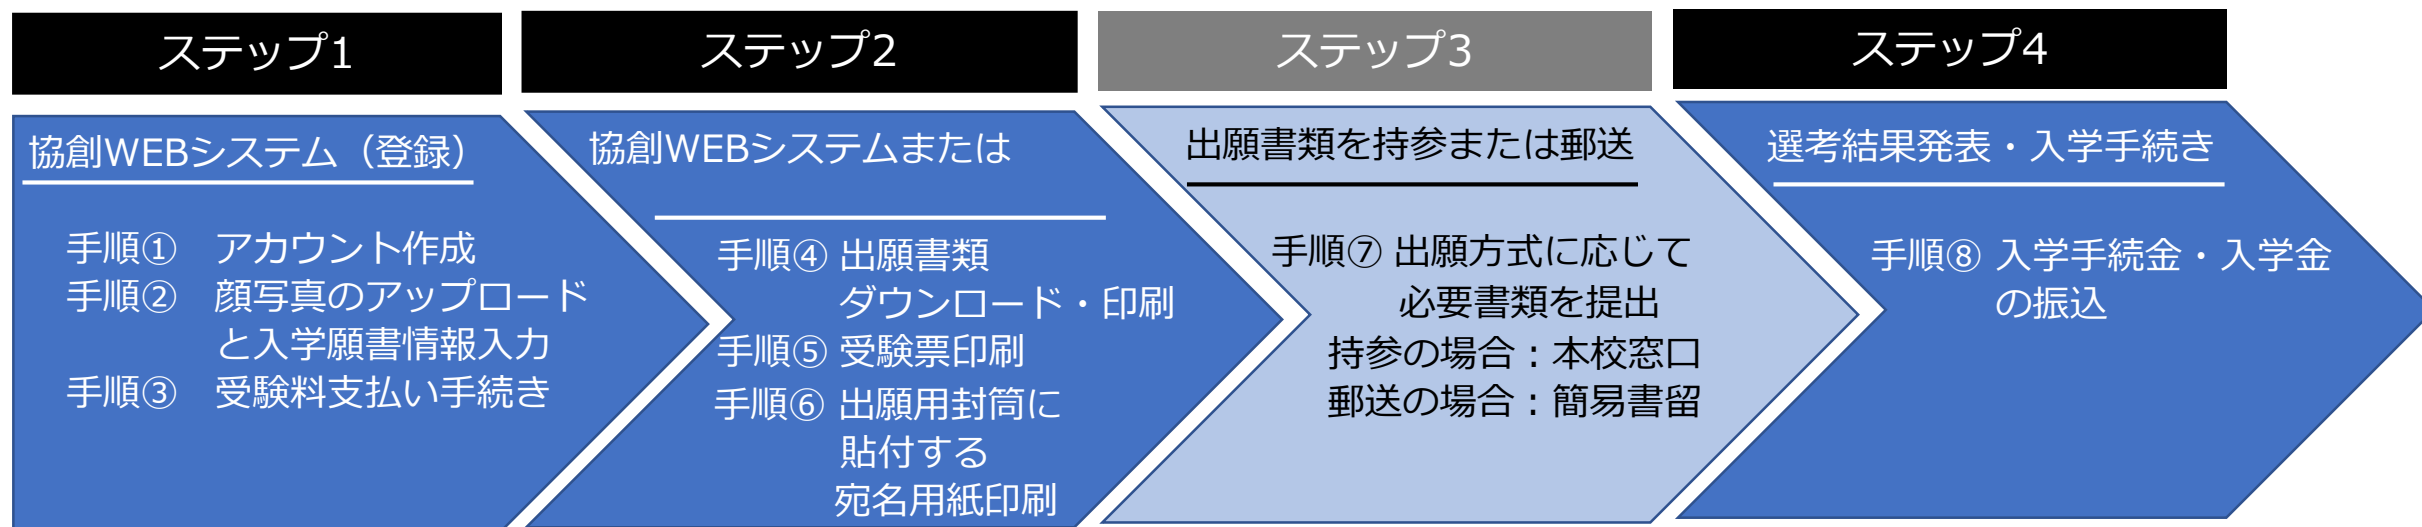 ステップ1
協創WEBシステム（登録）
手順①　アカウント作成
手順②　顔写真のアップロード
と入学願書情報入力
手順③　受験料支払い手続き
ステップ2
協創WEBシステムまたは
手順④ 出願書類
ダウンロード・印刷
手順⑤ 受験票印刷
手順⑥ 出願用封筒に
貼付する
宛名用紙印刷
ステップ3
出願書類を持参または郵送
手順⑦ 出願方式に応じて
必要書類を提出
持参の場合：本校窓口
郵送の場合：簡易書留
ステップ4
選考結果発表・入学手続き
手順⑧ 入学手続金・入学金
の振込